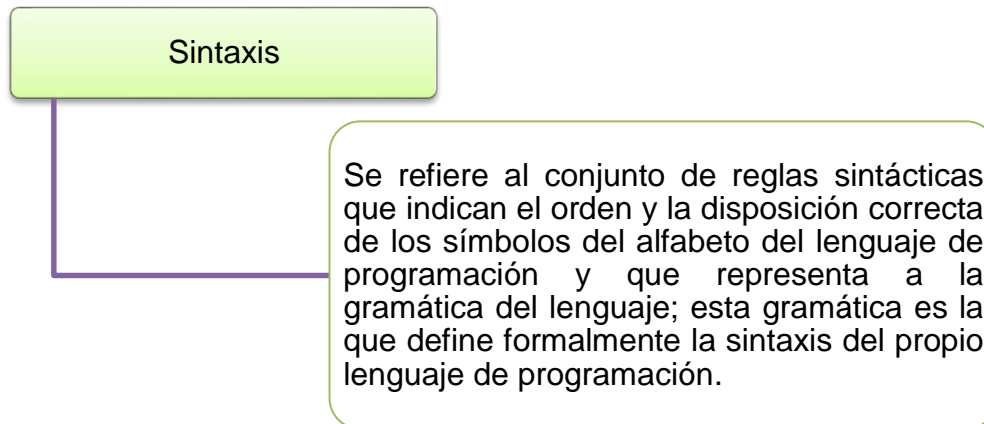 Sintaxis
Se refiere al conjunto de reglas sintácticas
que indican el orden y la disposición correcta
de los símbolos del alfabeto del lenguaje de
programación y que representa a la
gramática del lenguaje; esta gramática es la
que define formalmente la sintaxis del propio
lenguaje de programación.